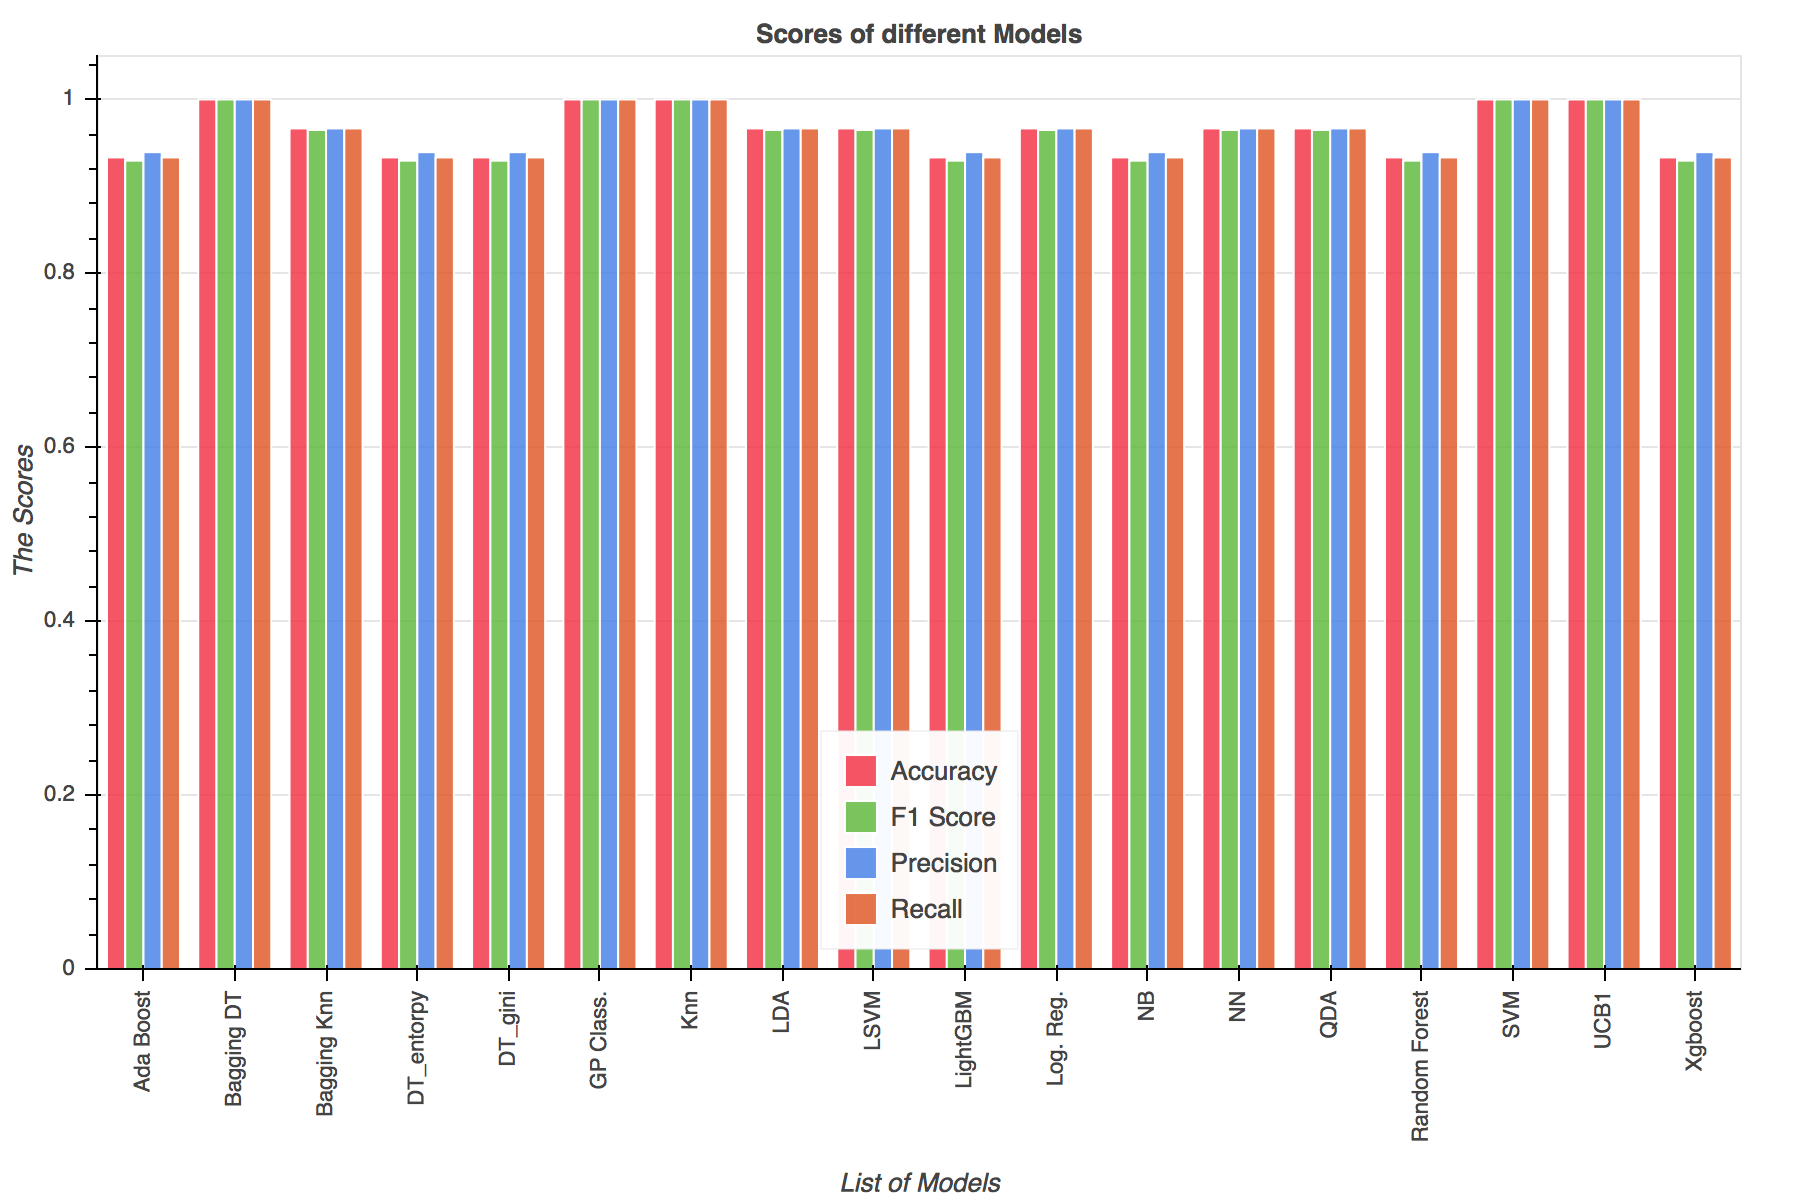 Scores of different Models
The Scores
1
0.8
0.6
0.4
0.2
0
Accuracy
F1 Score
Precision
Recall
Ada Boost
Bagging DT
Bagging Knn
DT_entorpy
DT_gini
GP Class.
Knn
LDA
LSVM
LightGBM
Log. Reg.
NB
NN
QDA
Random Forest
SVM
UCB1
Xgboost
List of Models